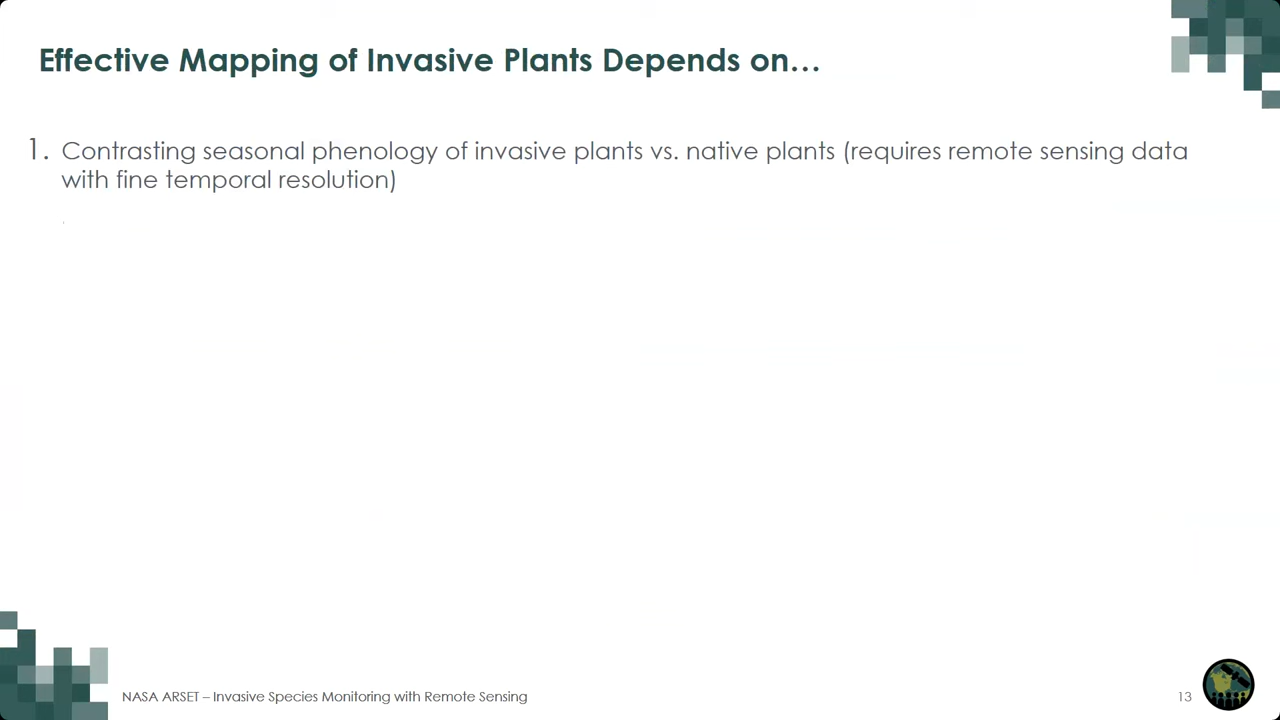 Effective Mapping of Invasive Plants Depends on…
1. Contrasting seasonal phenology of invasive plants vs. native plants (requires remote sensing data
with fine temporal resolution)
NASA ARSET – Invasive Species Monitoring with Remote Sensing
13